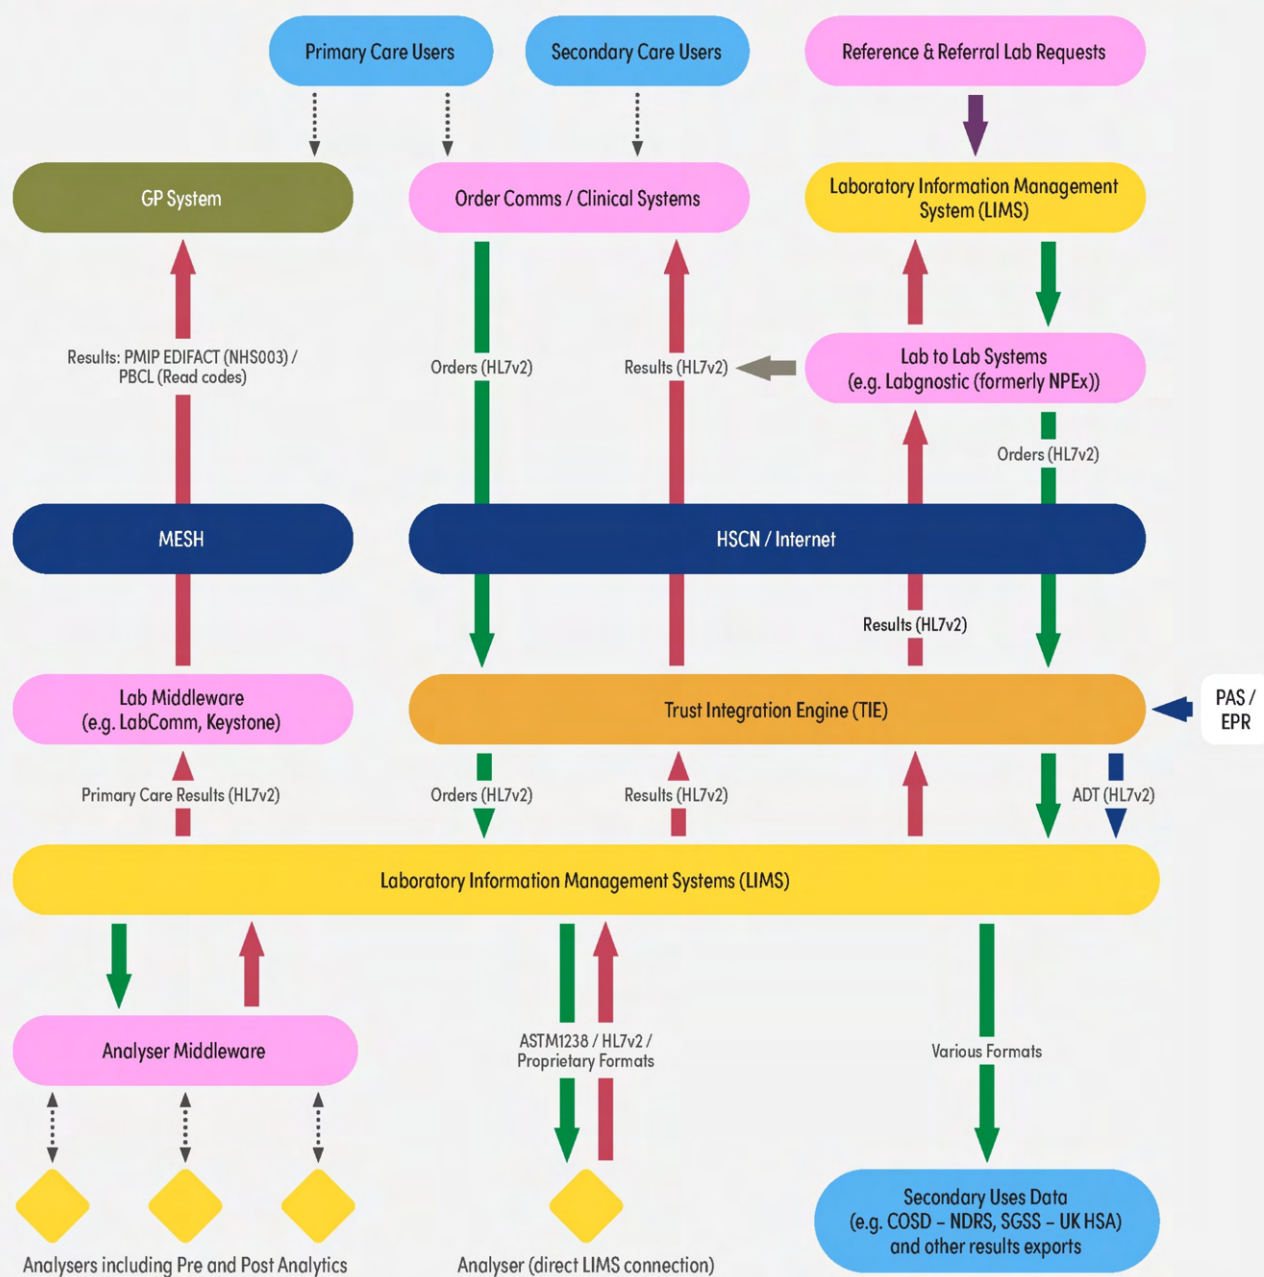 Primary Care Users
Secondary Care Users
Reference & Referral Lab Requests
GP System
Order Comms / Clinical Systems
Laboratory Information Management
System (LIMS)
Results: PMIP EDIFACT (NHS003) /
PBCL (Read codes)
Orders (HL7v2)
Results (HL7v2)
Lab to Lab Systems
(e.g. Labgnostic (formerly NPEx))
Orders (HL7v2)
MESH
HSCN / Internet
Results (HL7v2)
Lab Middleware
(e.g. LabComm, Keystone)
Trust Integration Engine (TIE)
PAS /
EPR
Primary Care Results (HL7v2)
Orders (HL7v2)
Results (HL7v2)
ADT (HL7v2)
Laboratory Information Management Systems (LIMS)
Analyser Middleware
ASTM1238 / HL7v2 /
Proprietary Formats
Various Formats
Analysers including Pre and Post Analytics
Analyser (direct LIMS connection)
Secondary Uses Data
(e.g. COSD – NDRS, SGSS – UK HSA)
and other results exports